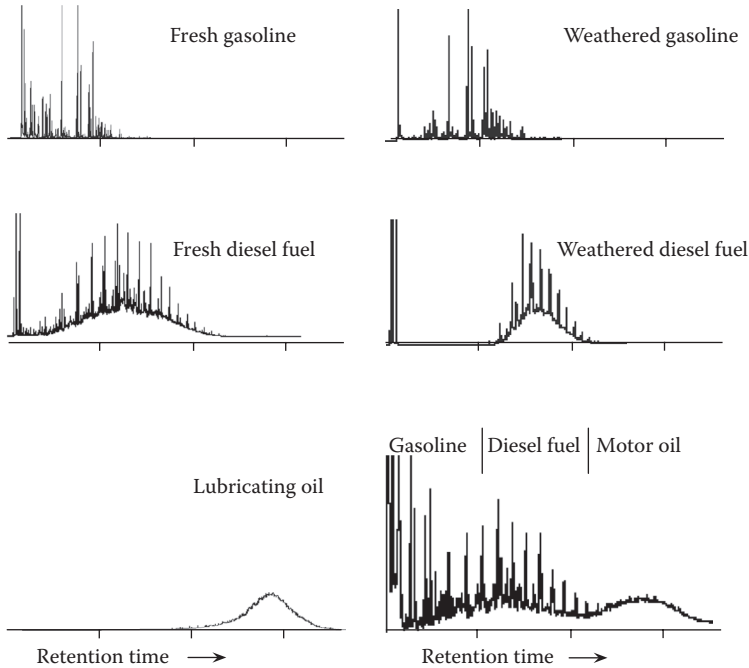 Fresh gasoline
Weathered gasoline
Fresh diesel fuel
Weathered diesel fuel
Lubricating oil
Gasoline
Diesel fuel
Motor oil
Retention time
Retention time